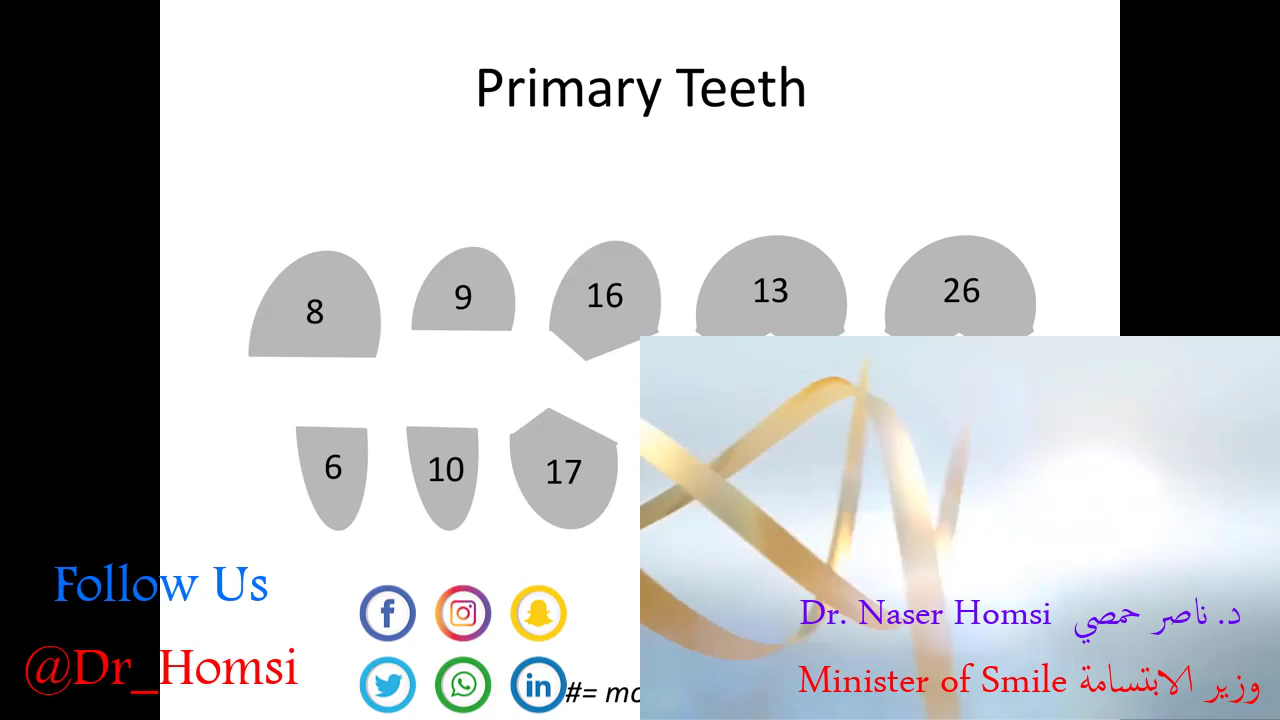 Primary Teeth
8 9 16 13 26
6 10 17
Follow Us
@Dr_Homsi
#=
Dr. Naser Homsi د. ناصر حمصي
Minister of Smile وزير الابتسامة